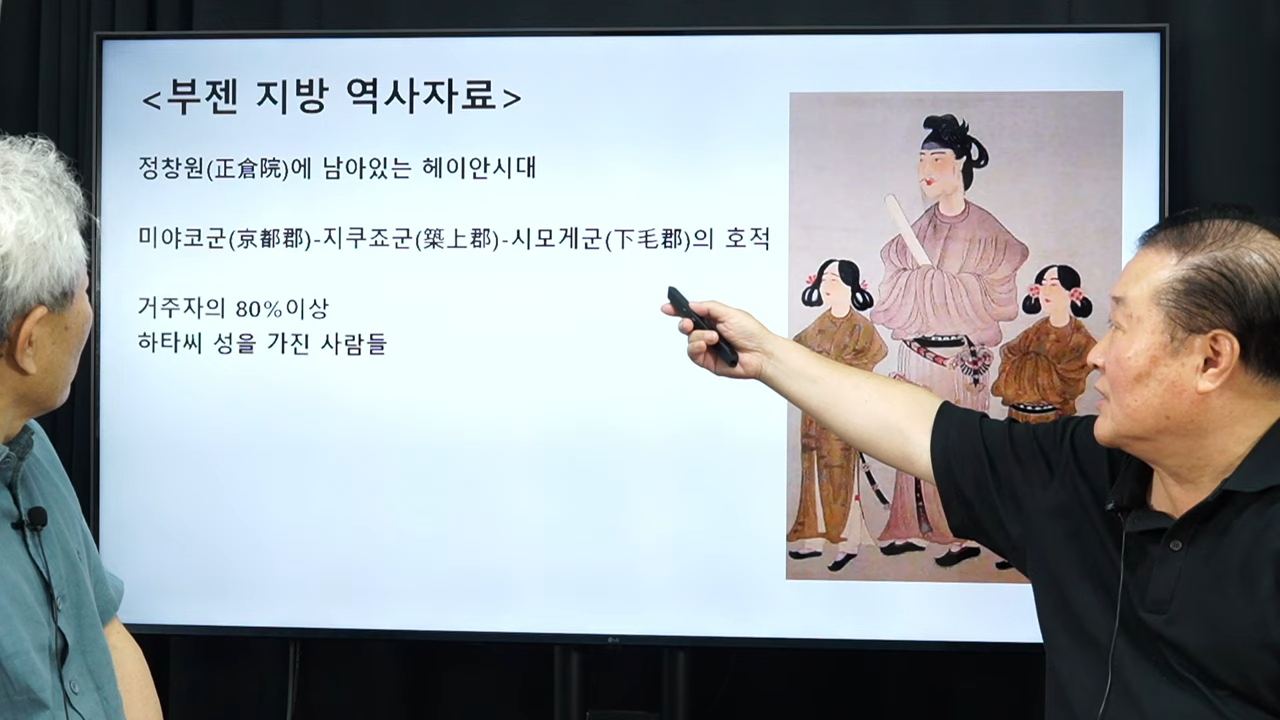 <부젠 지방 역사자료>
정창원(正倉院)에 남아있는 헤이안시대
미야코군(京都郡)-지쿠죠군(築上郡)-시모게군(下毛郡)의 호적
거주자의 80%이상
하타씨 성을 가진 사람들
LG